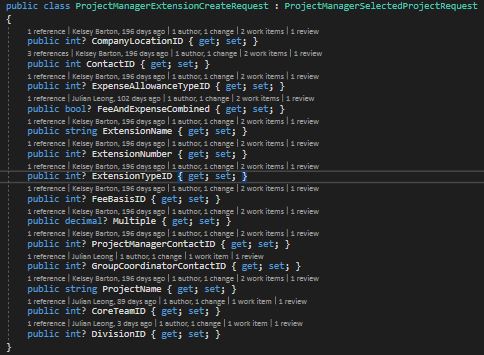 public class ProjectManagerExtensionCreateRequest : ProjectManagerSelectedProjectRequest
{
1 reference | Kelsey Barton, 196 days ago | 1 author, 1 change | 2 work items | 1 review
public int? CompanyLocationID { get; set; }
3 references | Kelsey Barton, 196 days ago | 1 author, 1 change | 2 work items | 1 review
public int ContactID { get; set; }
1 reference | Kelsey Barton, 196 days ago | 1 author, 1 change | 2 work items | 1 review
public int? ExpenseAllowanceTypeID { get; set; }
1 reference | Julian Leong, 102 days ago | 1 author, 1 change | 2 work items | 1 review
public bool? FeeAndExpenseCombined { get; set; }
1 reference | Kelsey Barton, 196 days ago | 1 author, 1 change | 2 work items | 1 review
public string ExtensionName { get; set; }
1 reference | Kelsey Barton, 196 days ago | 1 author, 1 change | 2 work items | 1 review
public int? ExtensionNumber { get; set; }
1 reference | Kelsey Barton, 196 days ago | 1 author, 1 change | 2 work items | 1 review
public int? ExtensionTypeID { get; set; }
1 reference | Kelsey Barton, 196 days ago | 1 author, 1 change | 2 work items | 1 review
public int? FeeBasisID { get; set; }
1 reference | Kelsey Barton, 196 days ago | 1 author, 1 change | 2 work items | 1 review
public decimal? Multiple { get; set; }
1 reference | Kelsey Barton, 196 days ago | 1 author, 1 change | 2 work items | 1 review
public int? ProjectManagerContactID { get; set; }
1 reference | Julian Leong | 1 author, 1 change | 1 work item | 1 review
public int? GroupCoordinatorContactID { get; set; }
1 reference | Kelsey Barton, 196 days ago | 1 author, 1 change | 2 work items | 1 review
public string ProjectName { get; set; }
1 reference | Julian Leong, 89 days ago | 1 author, 1 change | 1 work item | 1 review
public int? CoreTeamID { get; set; }
1 reference | Julian Leong, 3 days ago | 1 author, 1 change | 1 work item | 1 review
public int? DivisionID { get; set; }
}